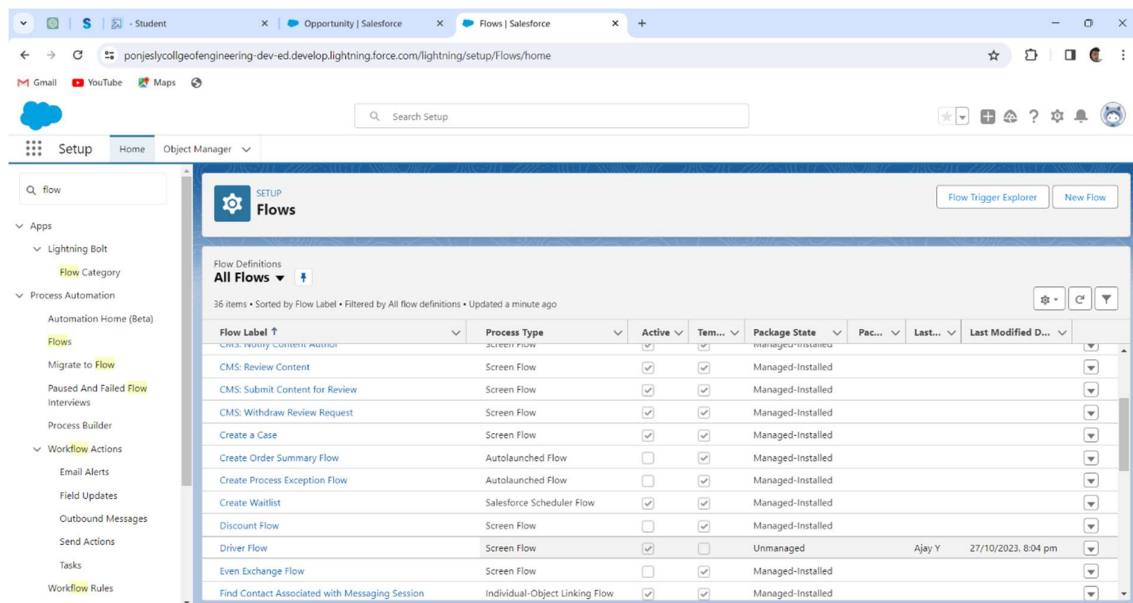 S
- Student
Opportunity | Salesforce
Flows | Salesforce
ponjeslycollgeofengineering-dev-ed.develop.lightning.force.com/lightning/setup/Flows/home
Gmail YouTube Maps
Search Setup
Setup Home Object Manager
flow
Apps
Lightning Bolt
Flow Category
Process Automation
Automation Home (Beta)
Flows
Migrate to Flow
Paused And Failed Flow
Interviews
Process Builder
Workflow Actions
Email Alerts
Field Updates
Outbound Messages
Send Actions
Tasks
Workflow Rules
SETUP
Flows
Flow Trigger Explorer New Flow
Flow Definitions
All Flows
36 items • Sorted by Flow Label • Filtered by All flow definitions • Updated a minute ago
Flow Label ↑ Process Type Active Tem... Package State Pac... Last... Last Modified D...
CMS: Notify Content Author Screen Flow Managed-Installed
CMS: Review Content Screen Flow Managed-Installed
CMS: Submit Content for Review Screen Flow Managed-Installed
CMS: Withdraw Review Request Screen Flow Managed-Installed
Create a Case Screen Flow Managed-Installed
Create Order Summary Flow Autolaunched Flow Managed-Installed
Create Process Exception Flow Autolaunched Flow Managed-Installed
Create Waitlist Salesforce Scheduler Flow Managed-Installed
Discount Flow Screen Flow Managed-Installed
Driver Flow Screen Flow Unmanaged Ajay Y 27/10/2023, 8:04 pm
Even Exchange Flow Screen Flow Managed-Installed
Find Contact Associated with Messaging Session Individual-Object Linking Flow Managed-Installed